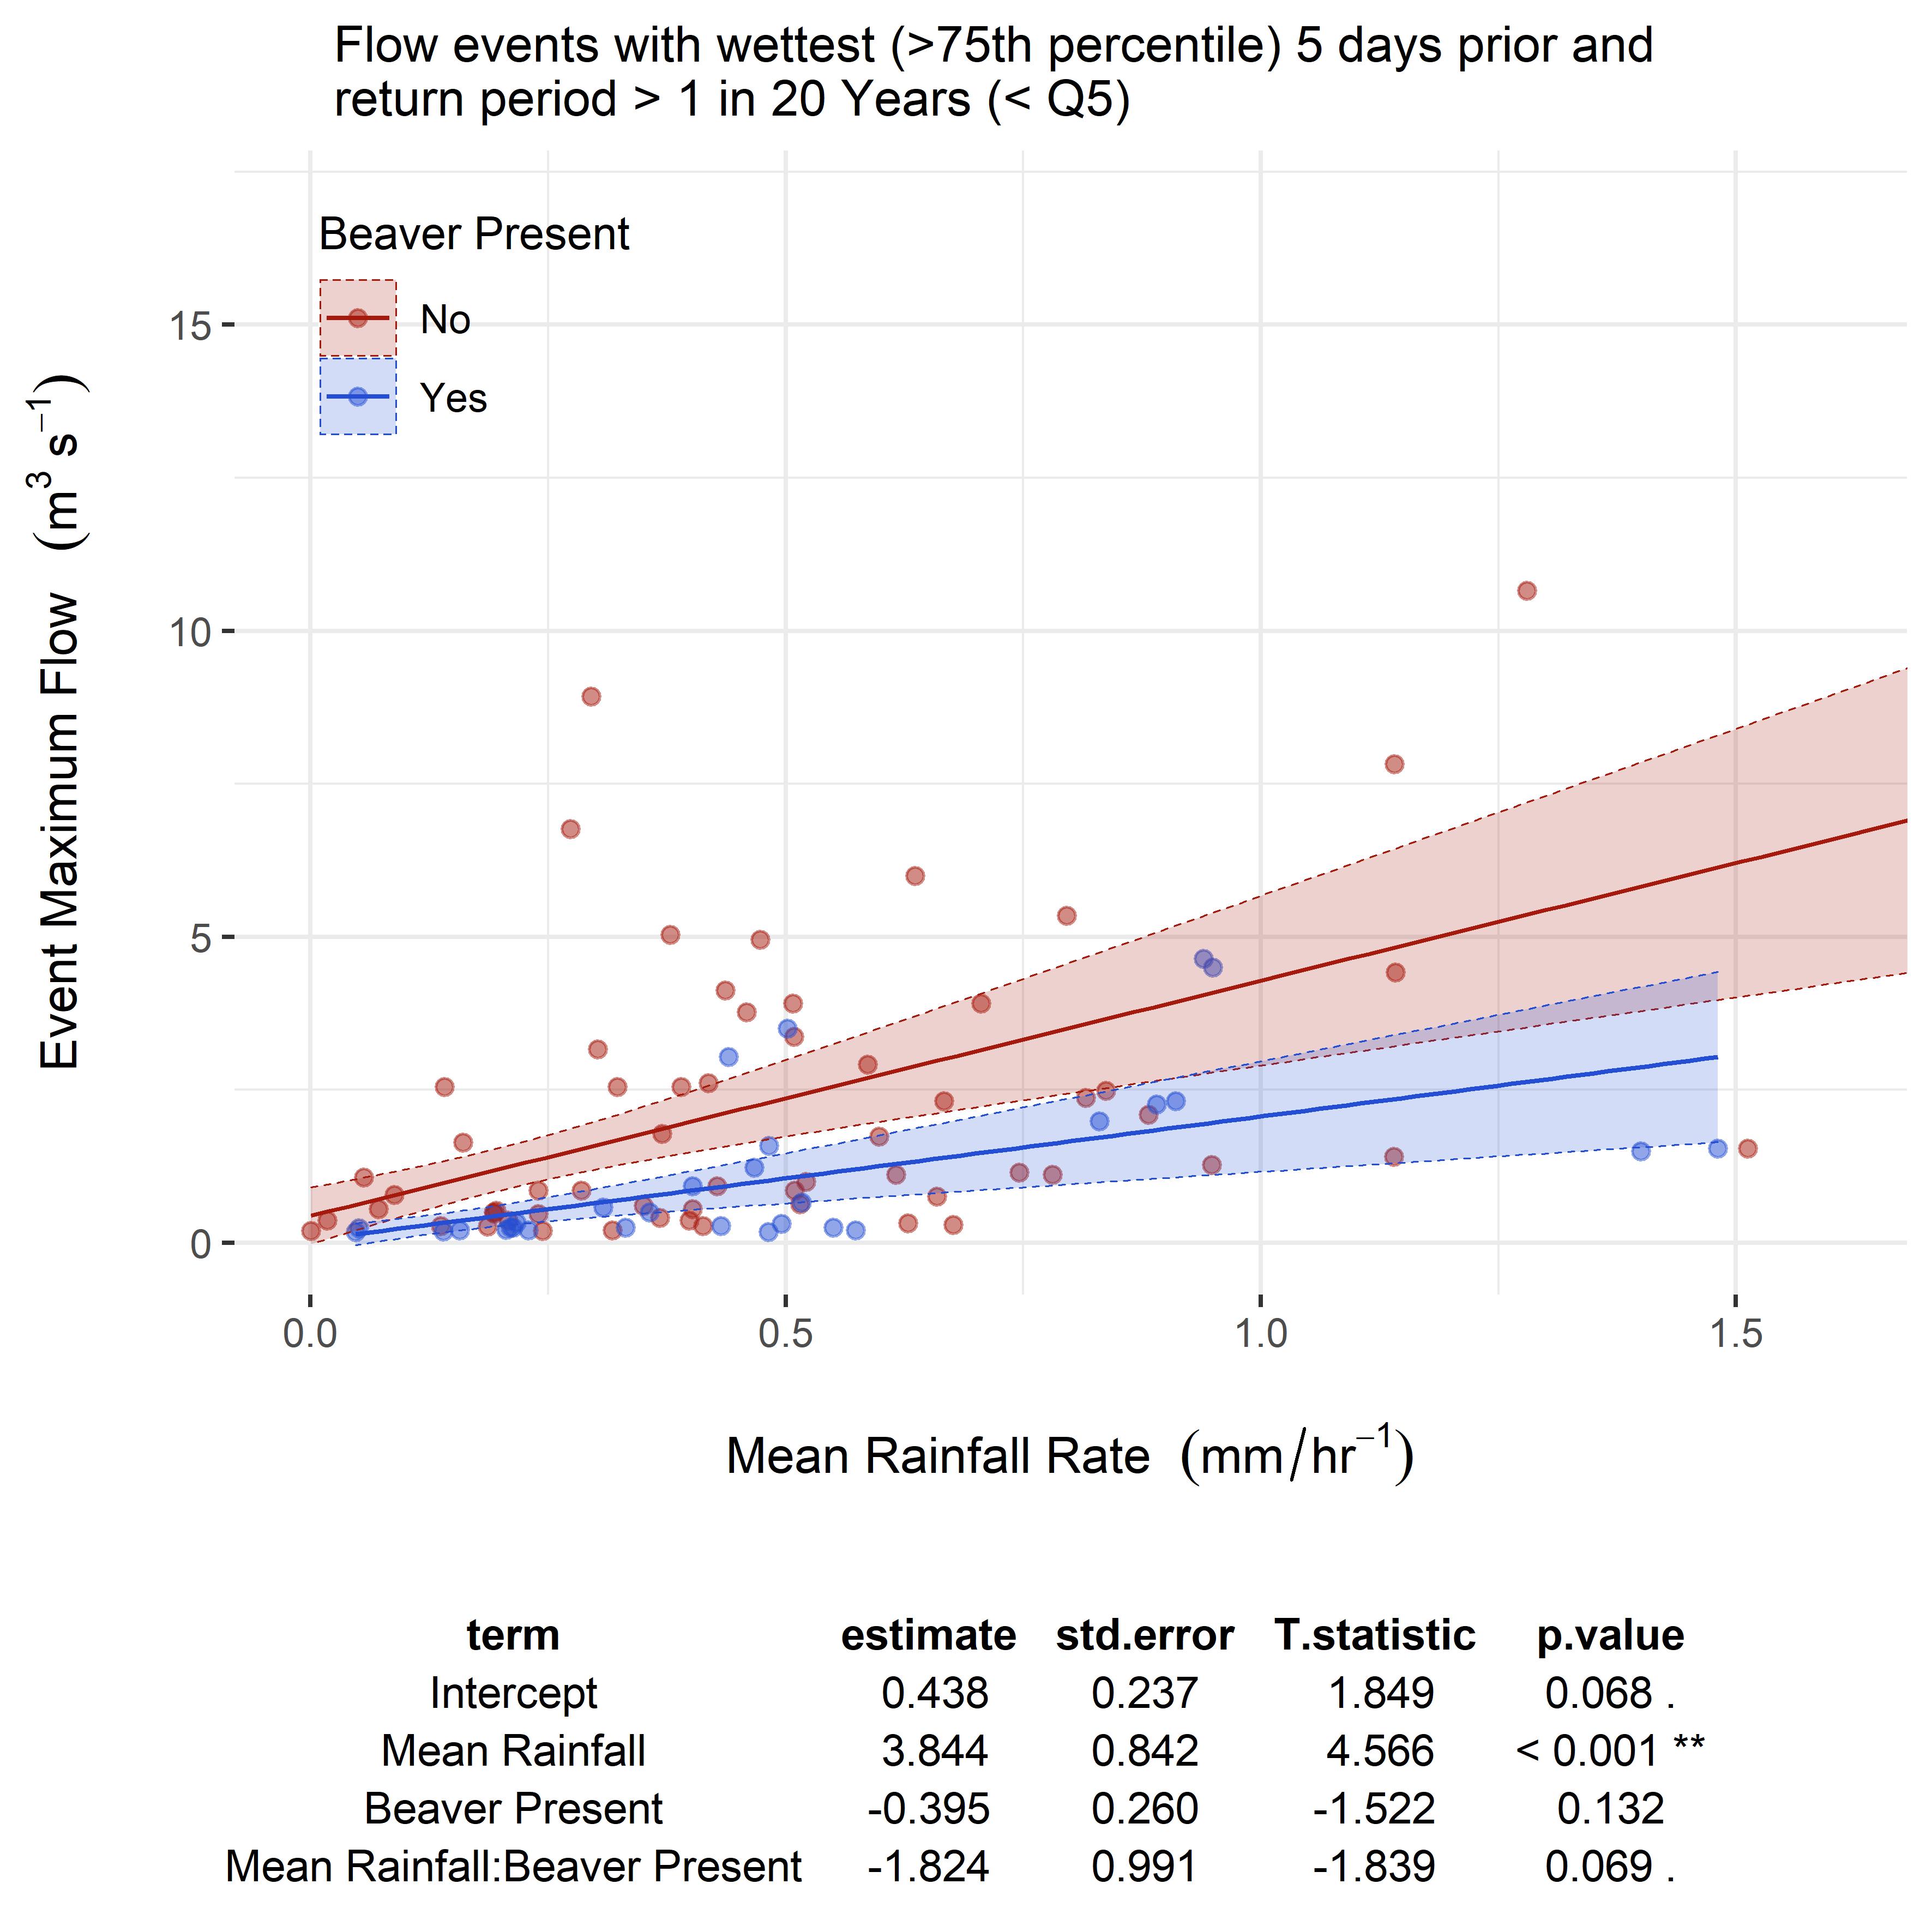 Flow events with wettest (>75th percentile) 5 days prior and
return period > 1 in 20 Years (< Q5)
Beaver Present
No
Yes
Event Maximum Flow (m³ s⁻¹)
15
10
5
0
0.0 0.5 1.0 1.5
Mean Rainfall Rate (mm/hr⁻¹)
term estimate std.error T.statistic p.value
Intercept 0.438 0.237 1.849 0.068 .
Mean Rainfall 3.844 0.842 4.566 < 0.001 **
Beaver Present -0.395 0.260 -1.522 0.132
Mean Rainfall:Beaver Present -1.824 0.991 -1.839 0.069 .